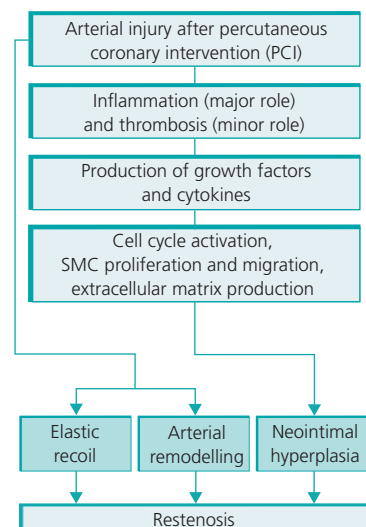 Arterial injury after percutaneous
coronary intervention (PCI)
Inflammation (major role)
and thrombosis (minor role)
Production of growth factors
and cytokines
Cell cycle activation,
SMC proliferation and migration,
extracellular matrix production
Elastic
recoil
Arterial
remodelling
Neointimal
hyperplasia
Restenosis